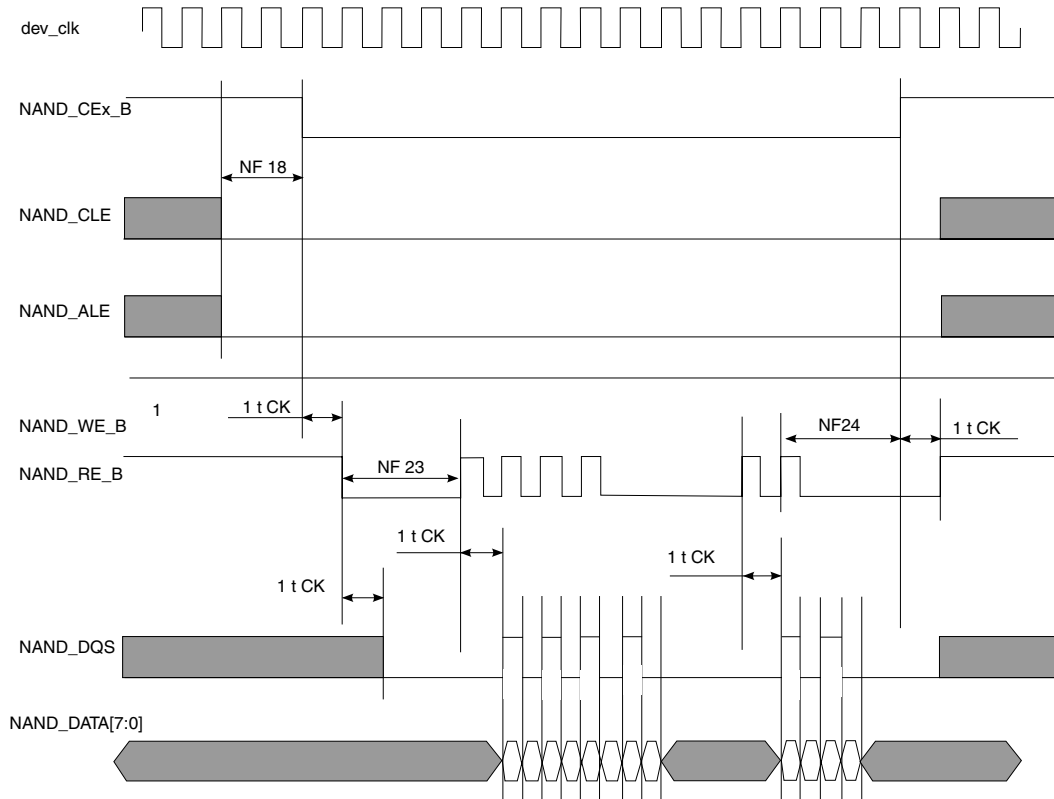 dev_clk
NAND_CEx_B
NF 18
NAND_CLE
NAND_ALE
1
1 t CK
NAND_WE_B
NF24
1 t CK
NF 23
NAND_RE_B
1 t CK
1 t CK
1 t CK
NAND_DQS
NAND_DATA[7:0]